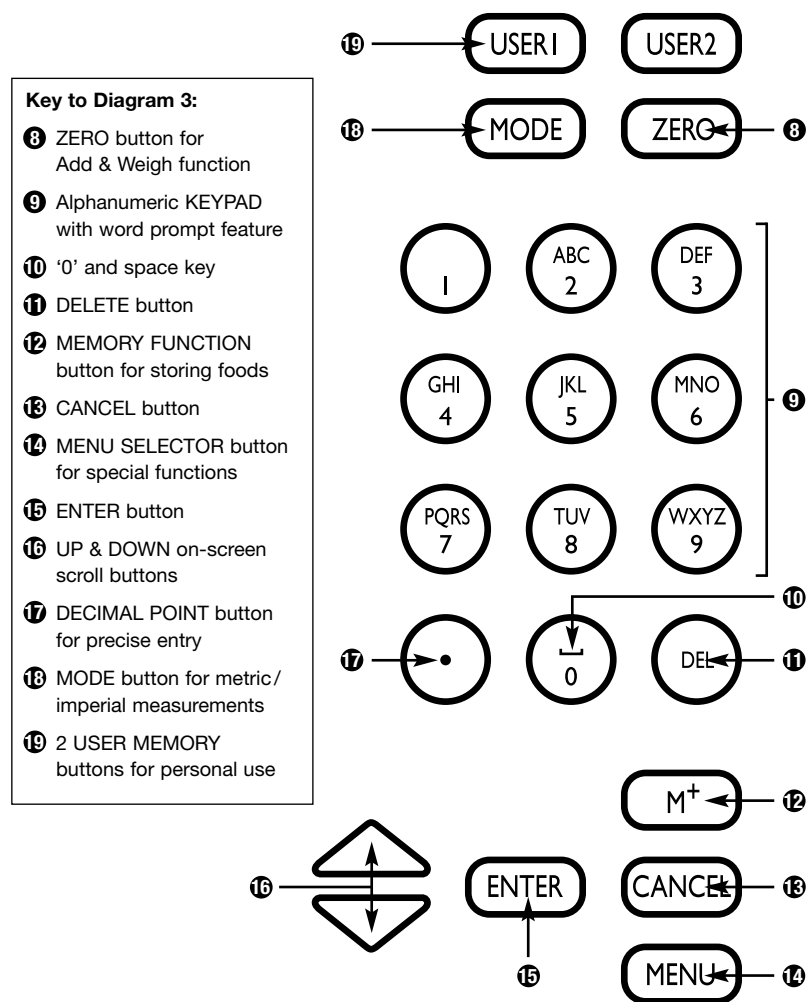 Key to Diagram 3:
8 ZERO button for
Add & Weigh function
9 Alphanumeric KEYPAD
with word prompt feature
10 ‘0’ and space key
11 DELETE button
12 MEMORY FUNCTION
button for storing foods
13 CANCEL button
14 MENU SELECTOR button
for special functions
15 ENTER button
16 UP & DOWN on-screen
scroll buttons
17 DECIMAL POINT button
for precise entry
18 MODE button for metric/
imperial measurements
19 2 USER MEMORY
buttons for personal use
19 USER1 USER2
18 MODE ZERO 8
ABC DEF
1 2 3
GHI JKL MNO
4 5 6
9
PQRS TUV WXYZ
7 8 9
10
17 • DEL 11
0
M+ 12
16 ENTER CANCEL 13
15
MENU 14